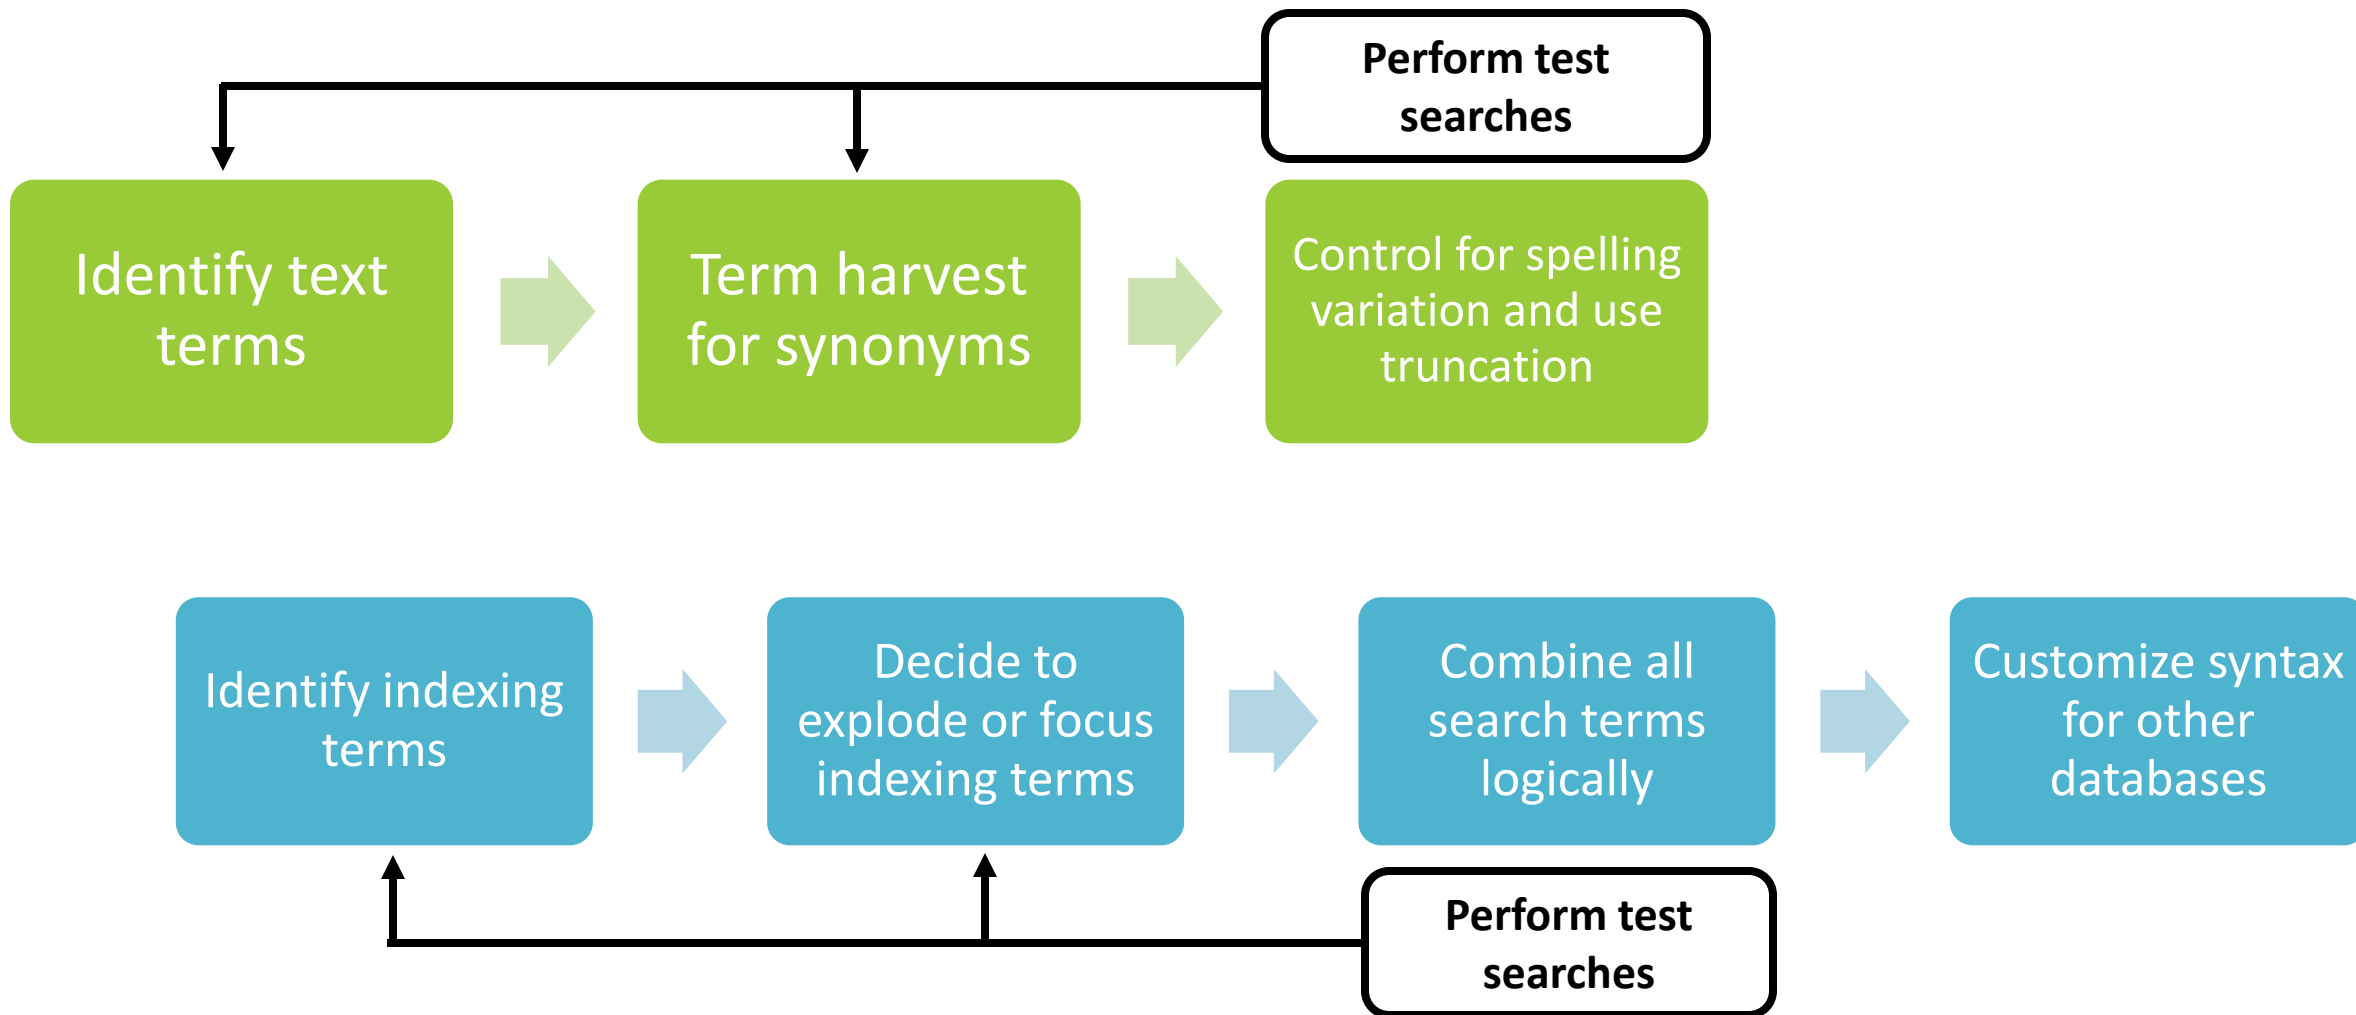 Perform test
searches
Identify text
terms
Term harvest
for synonyms
Control for spelling
variation and use
truncation
Identify indexing
terms
Decide to
explode or focus
indexing terms
Combine all
search terms
logically
Customize syntax
for other
databases
Perform test
searches